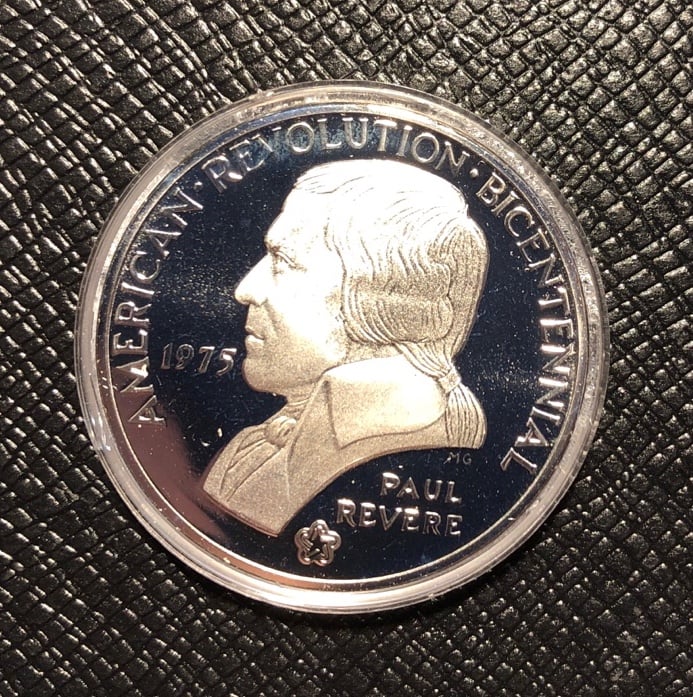 AMERICAN · REVOLUTION · BICENTENNIAL
1975
MG
PAUL
REVERE